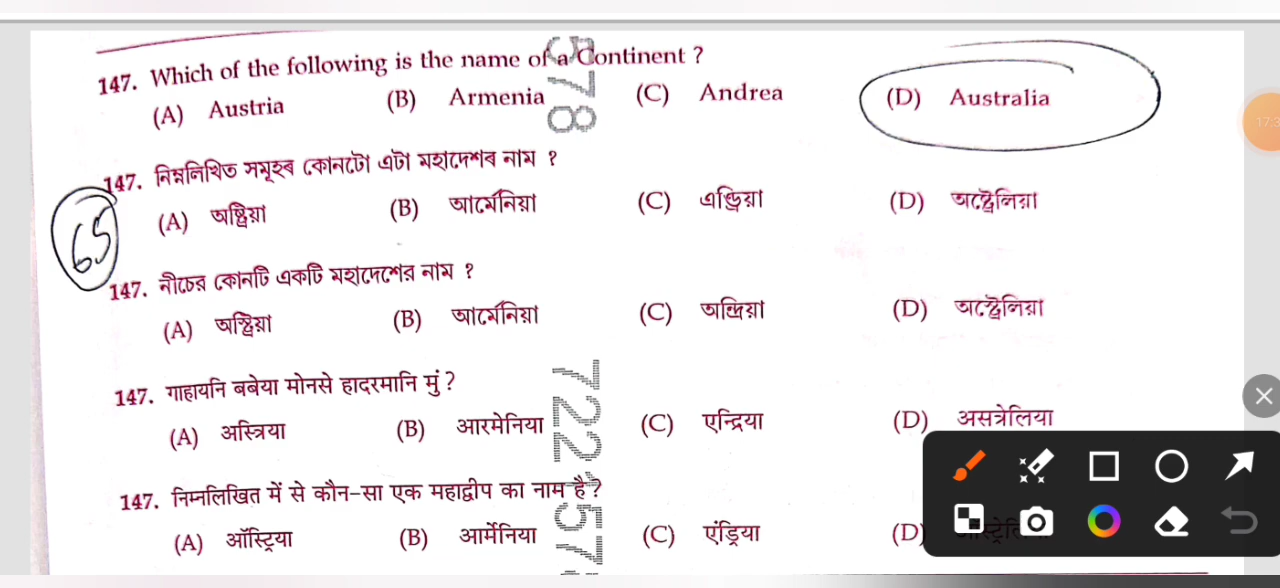 147. Which of the following is the name of a Continent ?
(A) Austria (B) Armenia (C) Andrea (D) Australia
147. নিম্নলিখিত সমূহৰ কোনটো এটা মহাদেশৰ নাম ?
(A) অষ্ট্ৰিয়া (B) আৰ্মেনিয়া (C) এণ্ড্ৰিয়া (D) অষ্ট্ৰেলিয়া
65
147. নীচের কোনটি একটি মহাদেশের নাম ?
(A) অস্ট্রিয়া (B) আর্মেনিয়া (C) অন্দ্রিয়া (D) অস্ট্রেলিয়া
147. गाहायनि बबेया मोनसे हादरमानि मुं ?
(A) अस्त्रिया (B) आरमेनिया (C) एन्द्रिया (D) असत्रेलिया
147. निम्नलिखित में से कौन-सा एक महाद्वीप का नाम है ?
(A) ऑस्ट्रिया (B) आर्मेनिया (C) एंड्रिया (D)
578
722